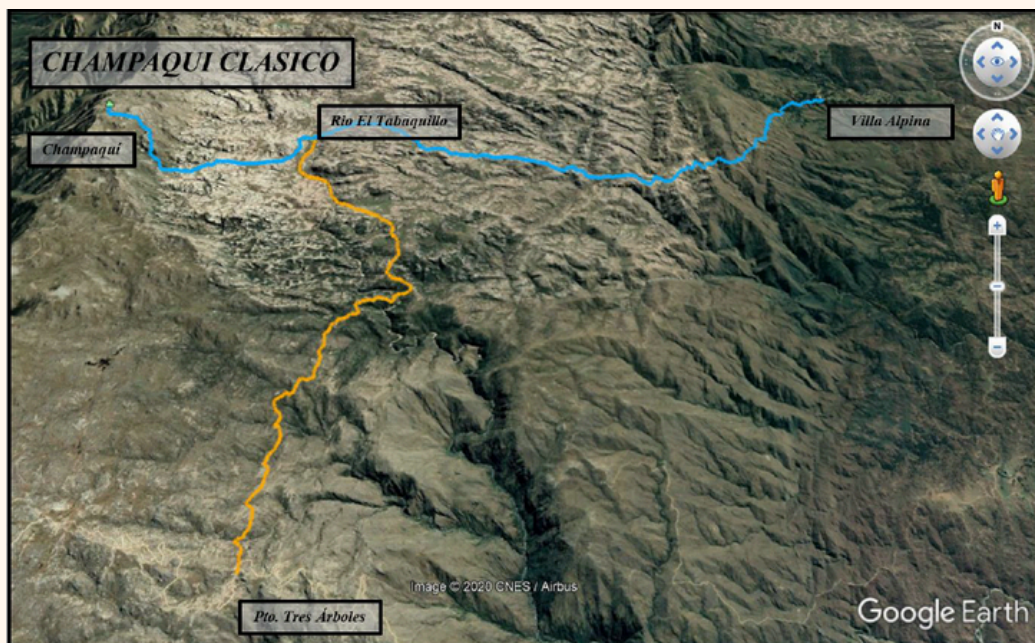 CHAMPAQUI CLASICO
N
Rio El Tabaquillo
Villa Alpina
Champaquí
Image © 2020 CNES / Airbus
Google Earth
Pto. Tres Árboles